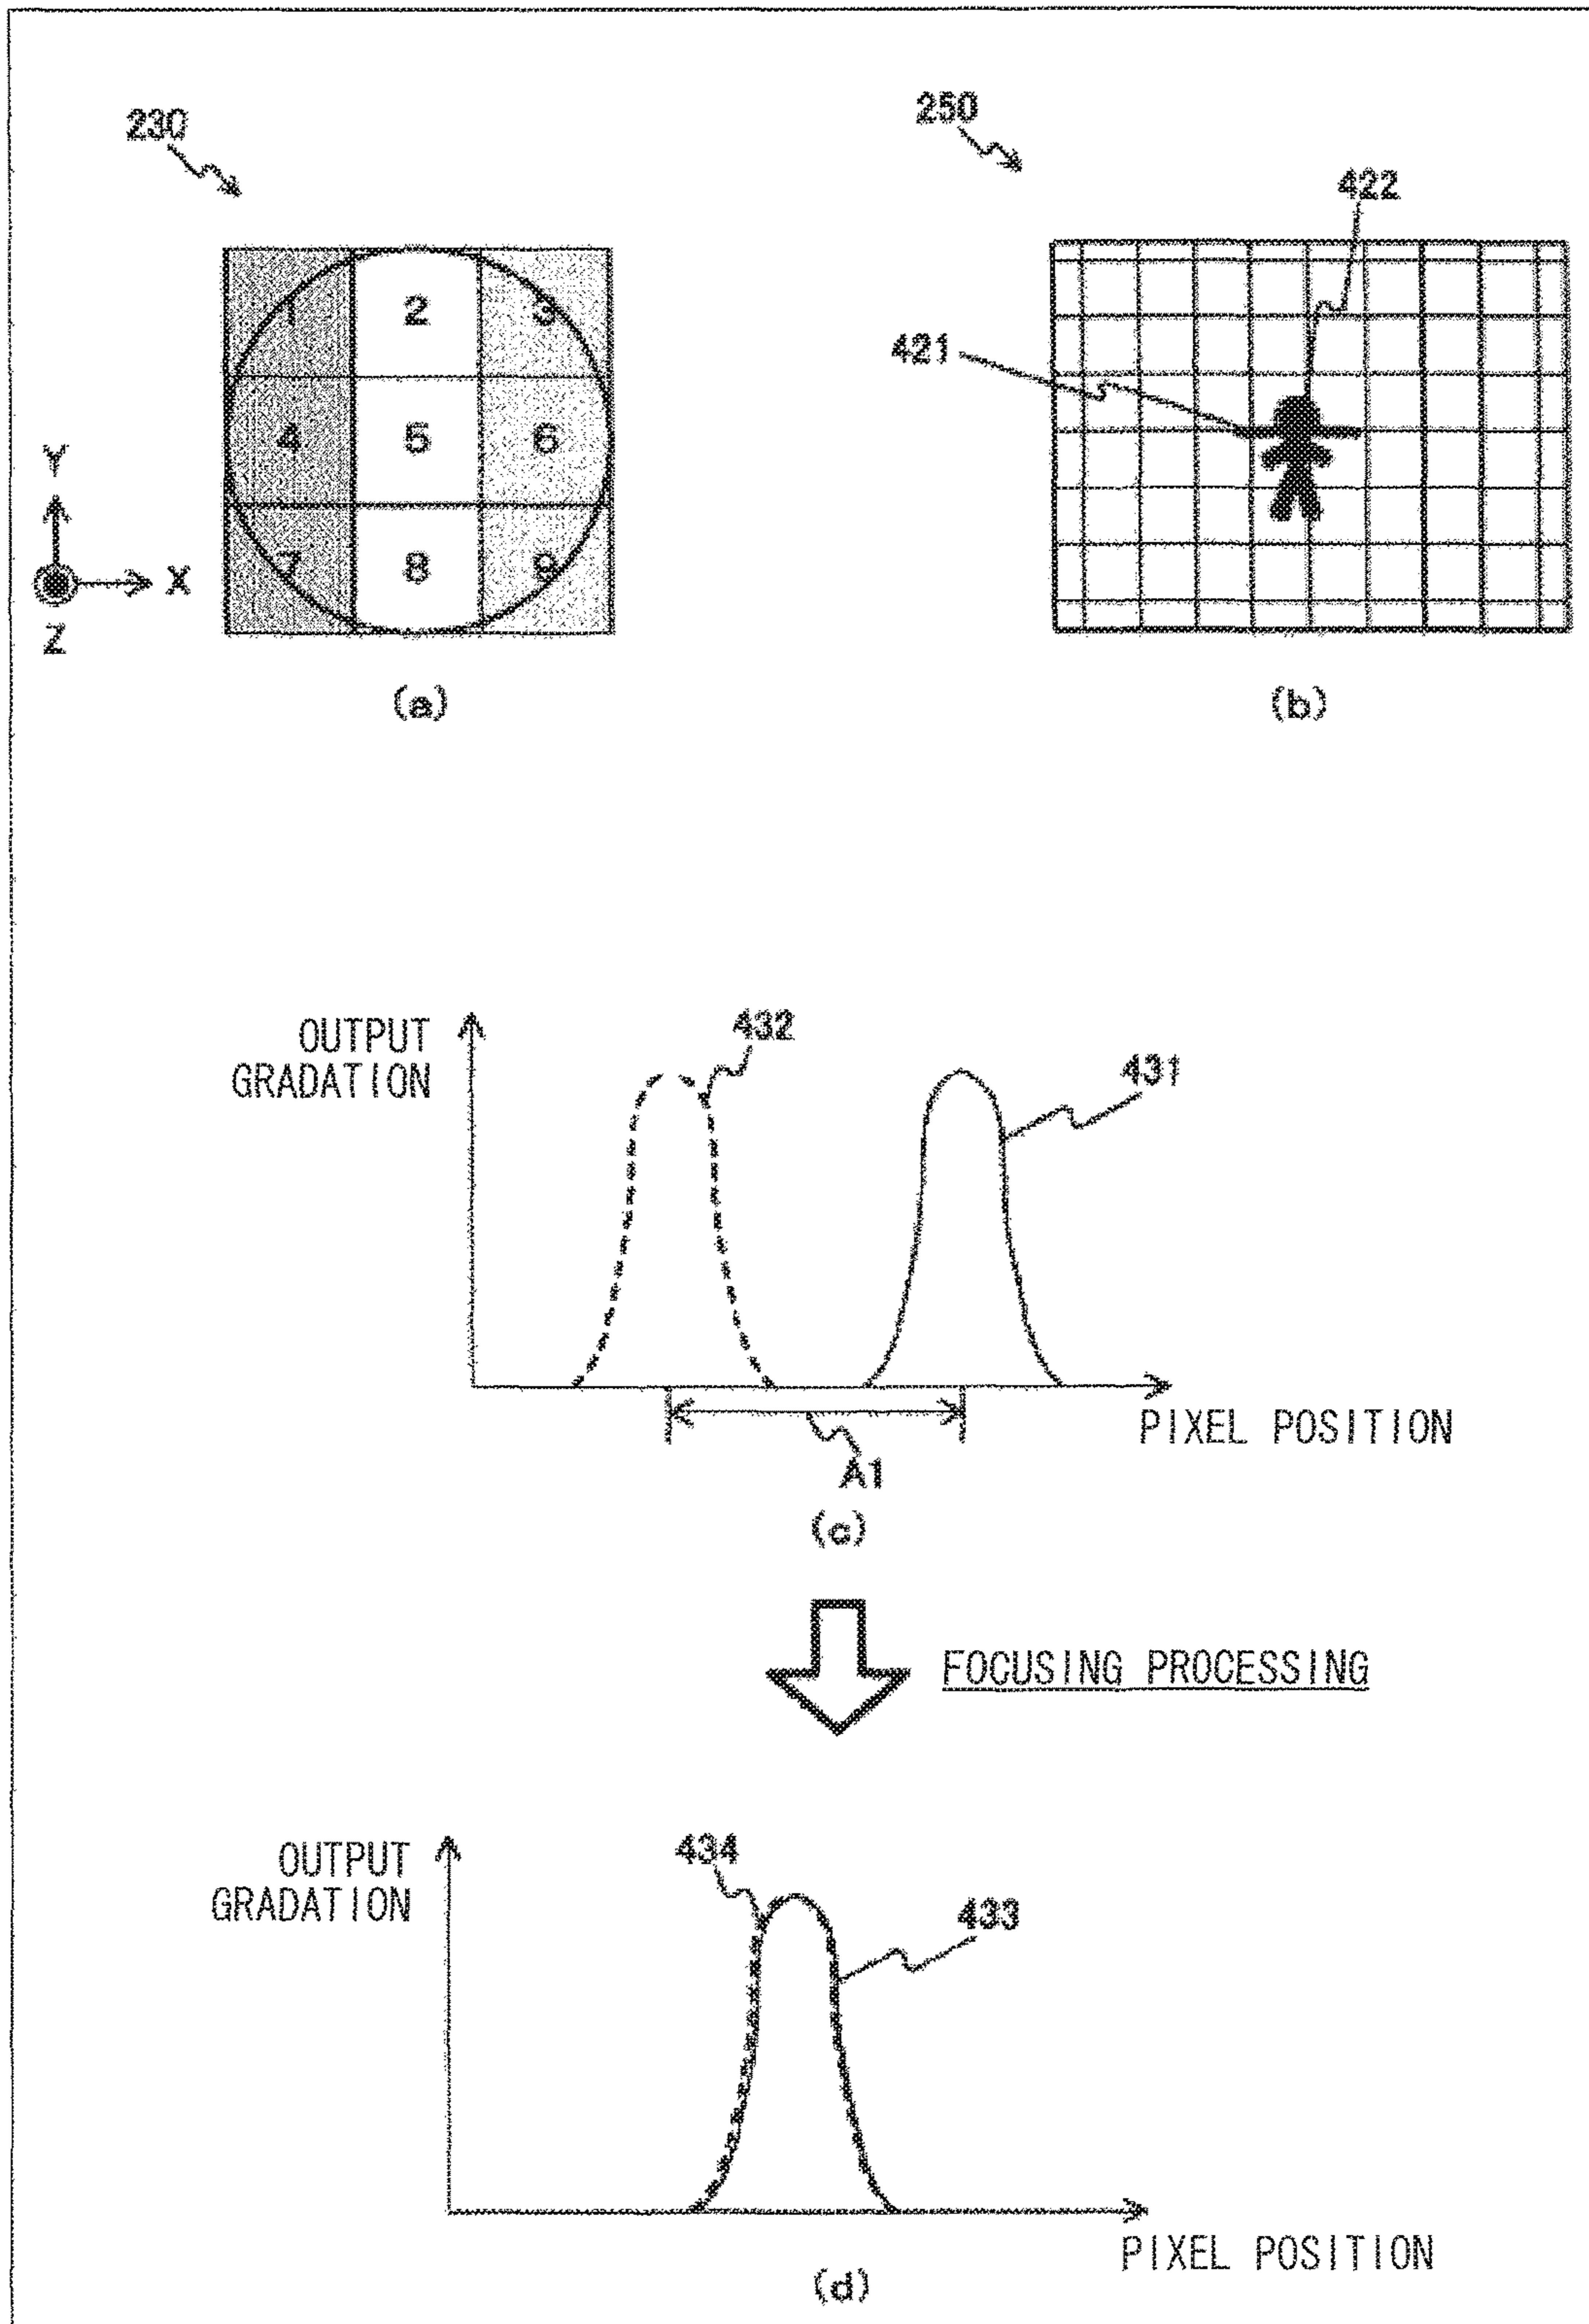 230
250
422
421
1 2 3
4 5 6
7 8 9
Y
X
Z
(a)
(b)
OUTPUT
GRADATION
432
431
PIXEL POSITION
A1
(c)
FOCUSING PROCESSING
OUTPUT
GRADATION
434
433
PIXEL POSITION
(d)